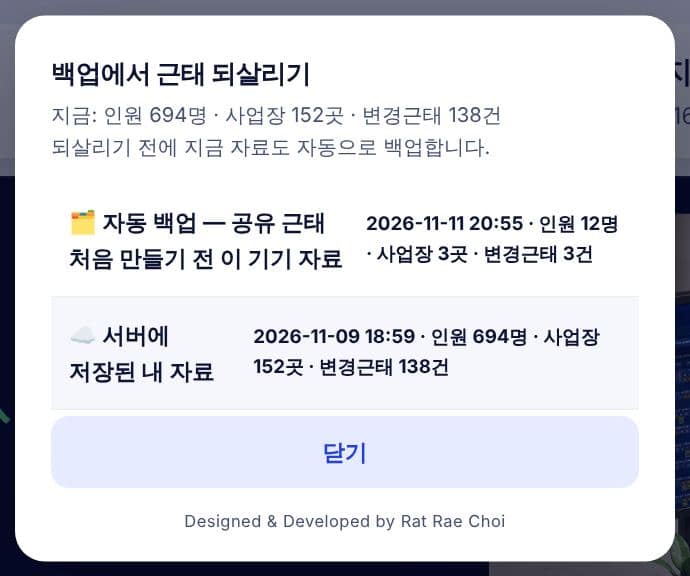 백업에서 근태 되살리기
지금: 인원 694명 · 사업장 152곳 · 변경근태 138건
되살리기 전에 지금 자료도 자동으로 백업합니다.
🗂️ 자동 백업 — 공유 근태
처음 만들기 전 이 기기 자료
2026-11-11 20:55 · 인원 12명
· 사업장 3곳 · 변경근태 3건
☁️ 서버에
저장된 내 자료
2026-11-09 18:59 · 인원 694명 · 사업장
152곳 · 변경근태 138건
닫기
Designed & Developed by Rat Rae Choi